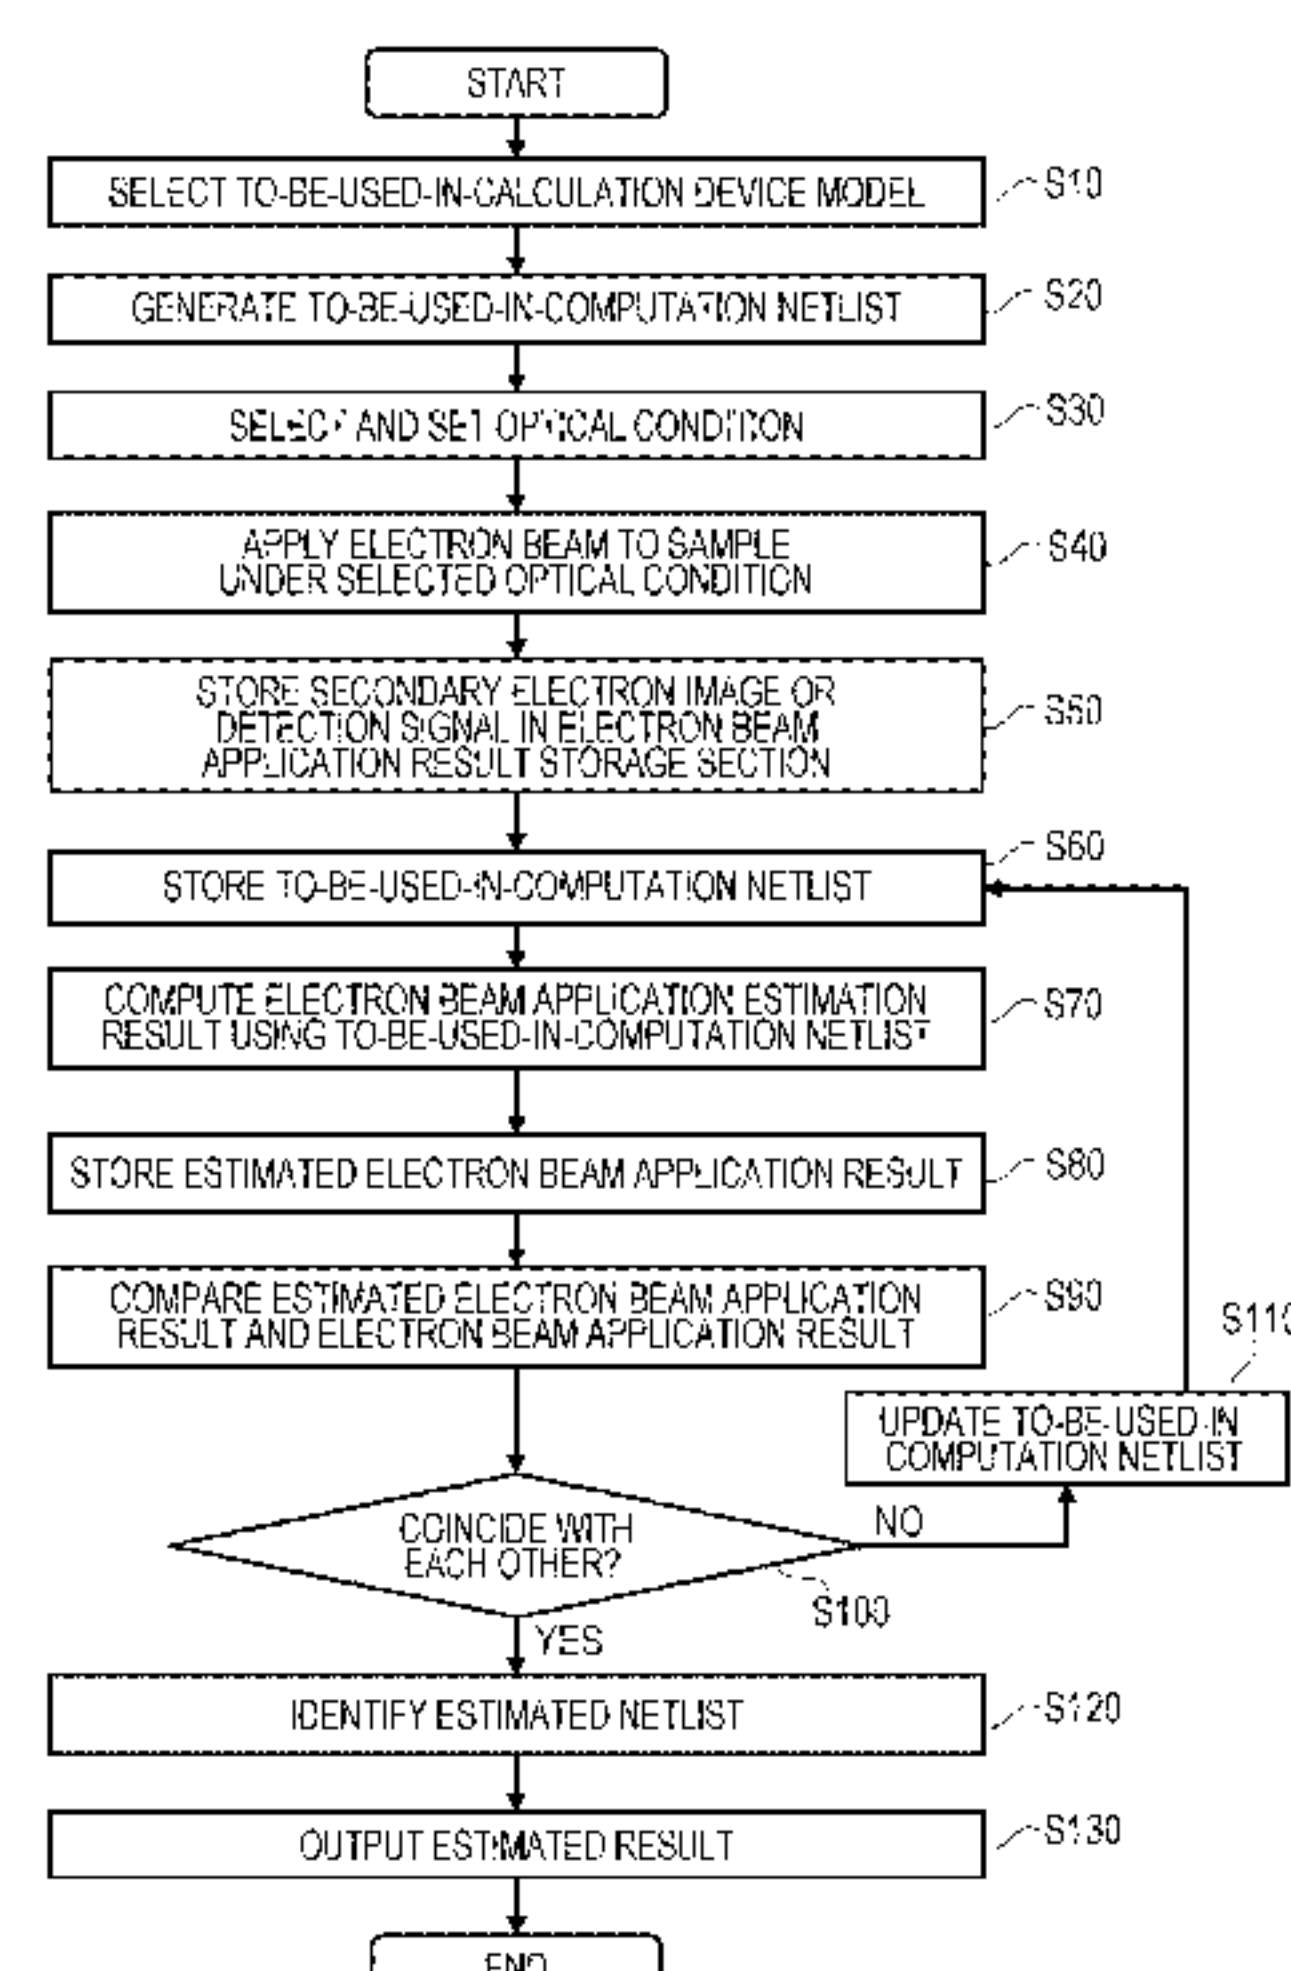 START
SELECT TO-BE-USED-IN-CALCULATION DEVICE MODEL
S10
GENERATE TO-BE-USED-IN-COMPUTATION NETLIST
S20
SELECT AND SET OPTICAL CONDITION
S30
APPLY ELECTRON BEAM TO SAMPLE
UNDER SELECTED OPTICAL CONDITION
S40
STORE SECONDARY ELECTRON IMAGE OR
DETECTION SIGNAL IN ELECTRON BEAM
APPLICATION RESULT STORAGE SECTION
S50
STORE TO-BE-USED-IN-COMPUTATION NETLIST
S60
COMPUTE ELECTRON BEAM APPLICATION ESTIMATION
RESULT USING TO-BE-USED-IN-COMPUTATION NETLIST
S70
STORE ESTIMATED ELECTRON BEAM APPLICATION RESULT
S80
COMPARE ESTIMATED ELECTRON BEAM APPLICATION
RESULT AND ELECTRON BEAM APPLICATION RESULT
S90
S110
UPDATE TO-BE-USED-IN
COMPUTATION NETLIST
COINCIDE WITH
EACH OTHER?
NO
S100
YES
IDENTIFY ESTIMATED NETLIST
S120
OUTPUT ESTIMATED RESULT
S130
END